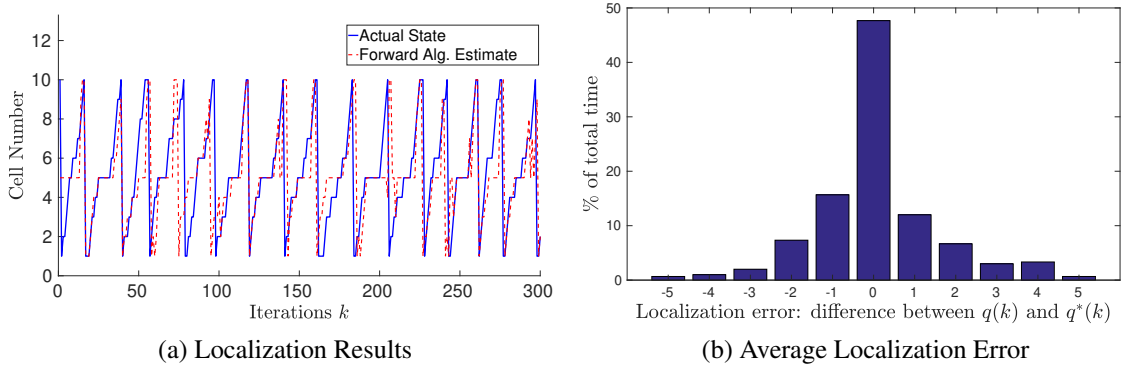 Actual State
Forward Alg. Estimate
Cell Number
12
10
8
6
4
2
0
0 50 100 150 200 250 300
Iterations k
(a) Localization Results
50
40
30
20
10
0
% of total time
-5 -4 -3 -2 -1 0 1 2 3 4 5
Localization error: difference between q(k) and q*(k)
(b) Average Localization Error